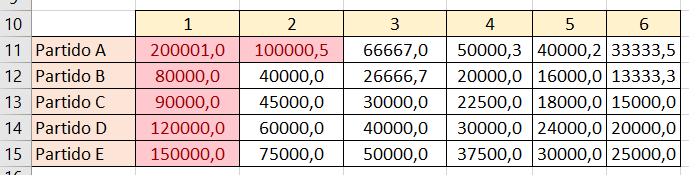 10 1 2 3 4 5 6
11 Partido A 200001,0 100000,5 66667,0 50000,3 40000,2 33333,5
12 Partido B 80000,0 40000,0 26666,7 20000,0 16000,0 13333,3
13 Partido C 90000,0 45000,0 30000,0 22500,0 18000,0 15000,0
14 Partido D 120000,0 60000,0 40000,0 30000,0 24000,0 20000,0
15 Partido E 150000,0 75000,0 50000,0 37500,0 30000,0 25000,0